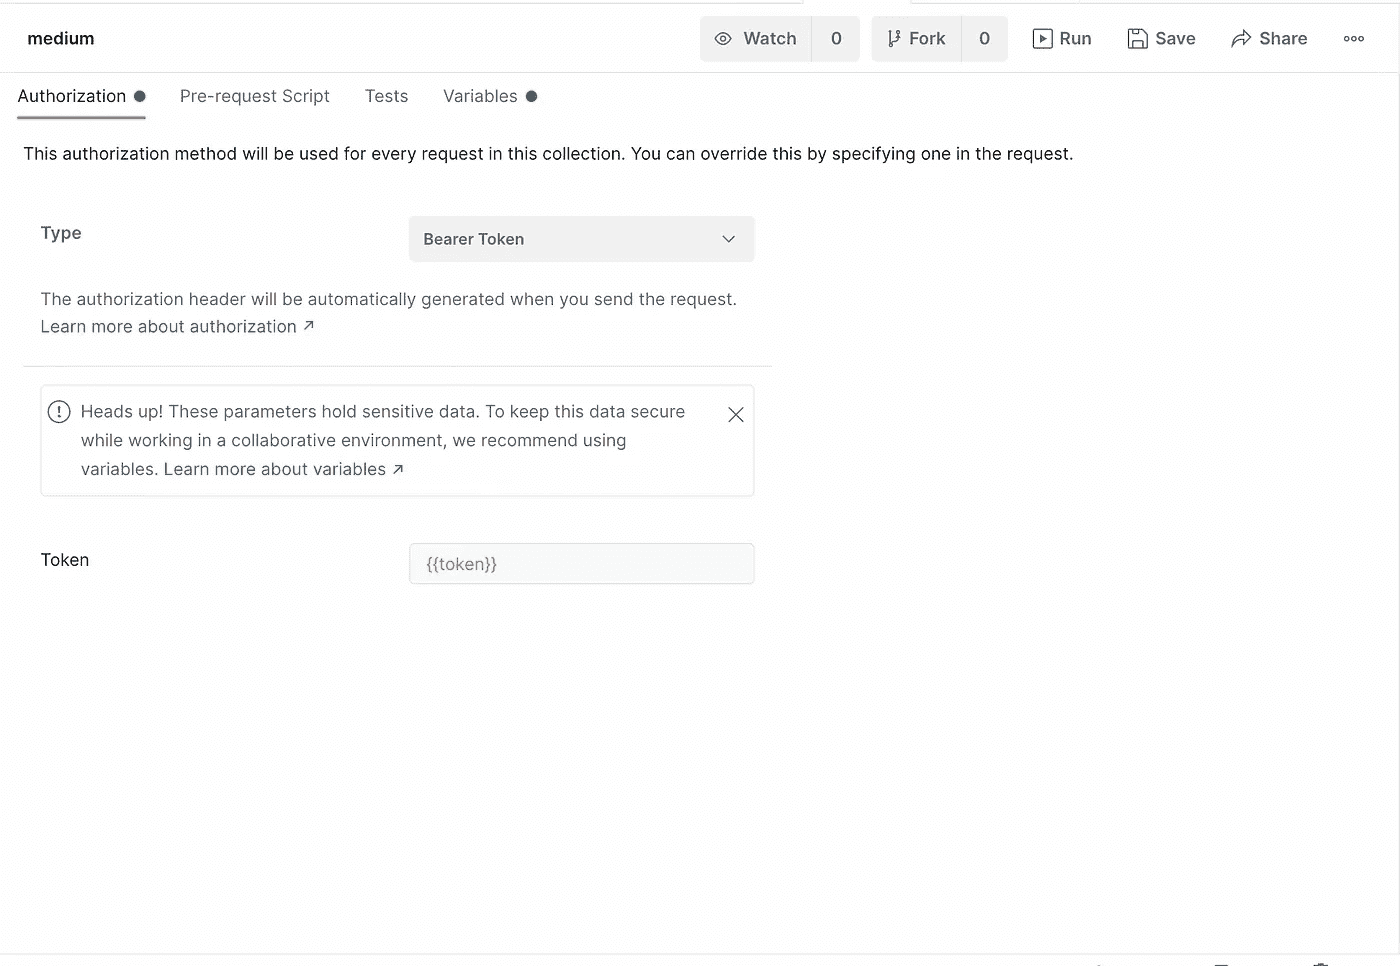 medium
Watch 0 Fork 0 Run Save Share
Authorization Pre-request Script Tests Variables
This authorization method will be used for every request in this collection. You can override this by specifying one in the request.
Type Bearer Token
The authorization header will be automatically generated when you send the request.
Learn more about authorization ↗
Heads up! These parameters hold sensitive data. To keep this data secure
while working in a collaborative environment, we recommend using
variables. Learn more about variables ↗
Token {{token}}